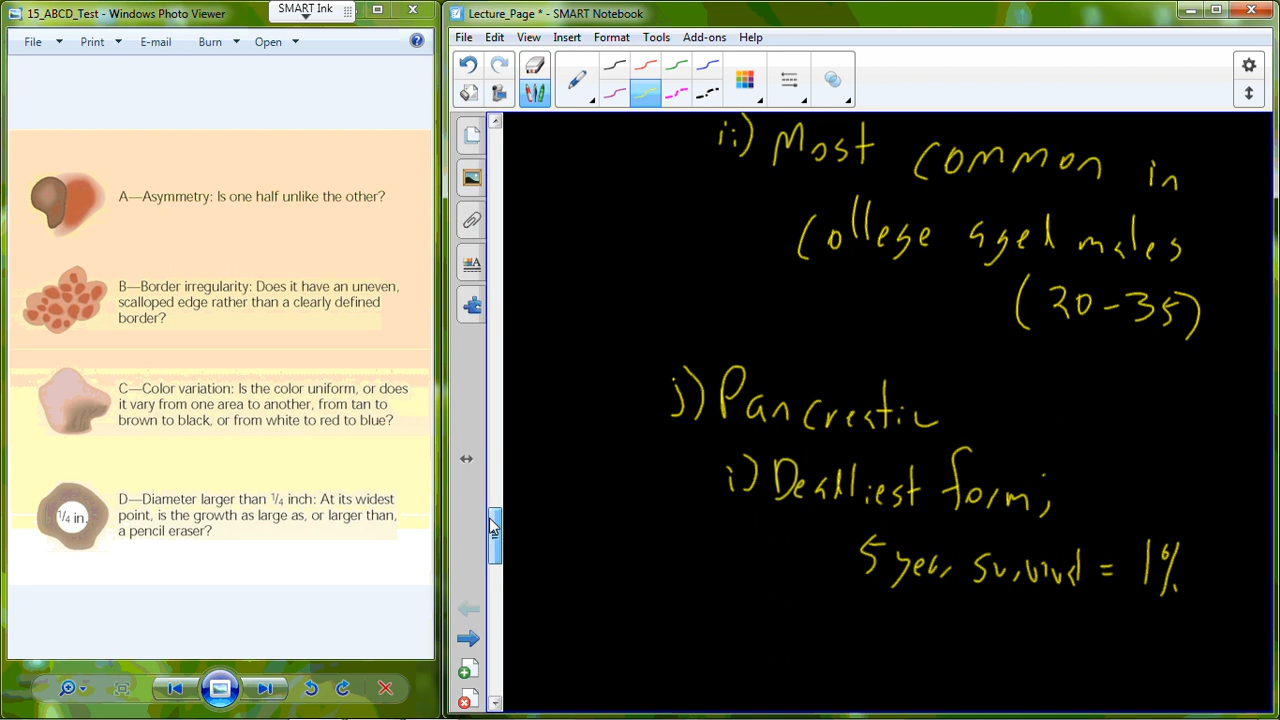 15_ABCD_Test - Windows Photo Viewer
SMART Ink
File Print E-mail Burn Open
A—Asymmetry: Is one half unlike the other?
B—Border irregularity: Does it have an uneven,
scalloped edge rather than a clearly defined
border?
C—Color variation: Is the color uniform, or does
it vary from one area to another, from tan to
brown to black, or from white to red to blue?
1/4 in.
D—Diameter larger than 1/4 inch: At its widest
point, is the growth as large as, or larger than,
a pencil eraser?
Lecture_Page * - SMART Notebook
File Edit View Insert Format Tools Add-ons Help
ii) Most common in
college aged males
(20-35)
j) Pancreatic
i) Deadliest form;
5 year survival = 1%